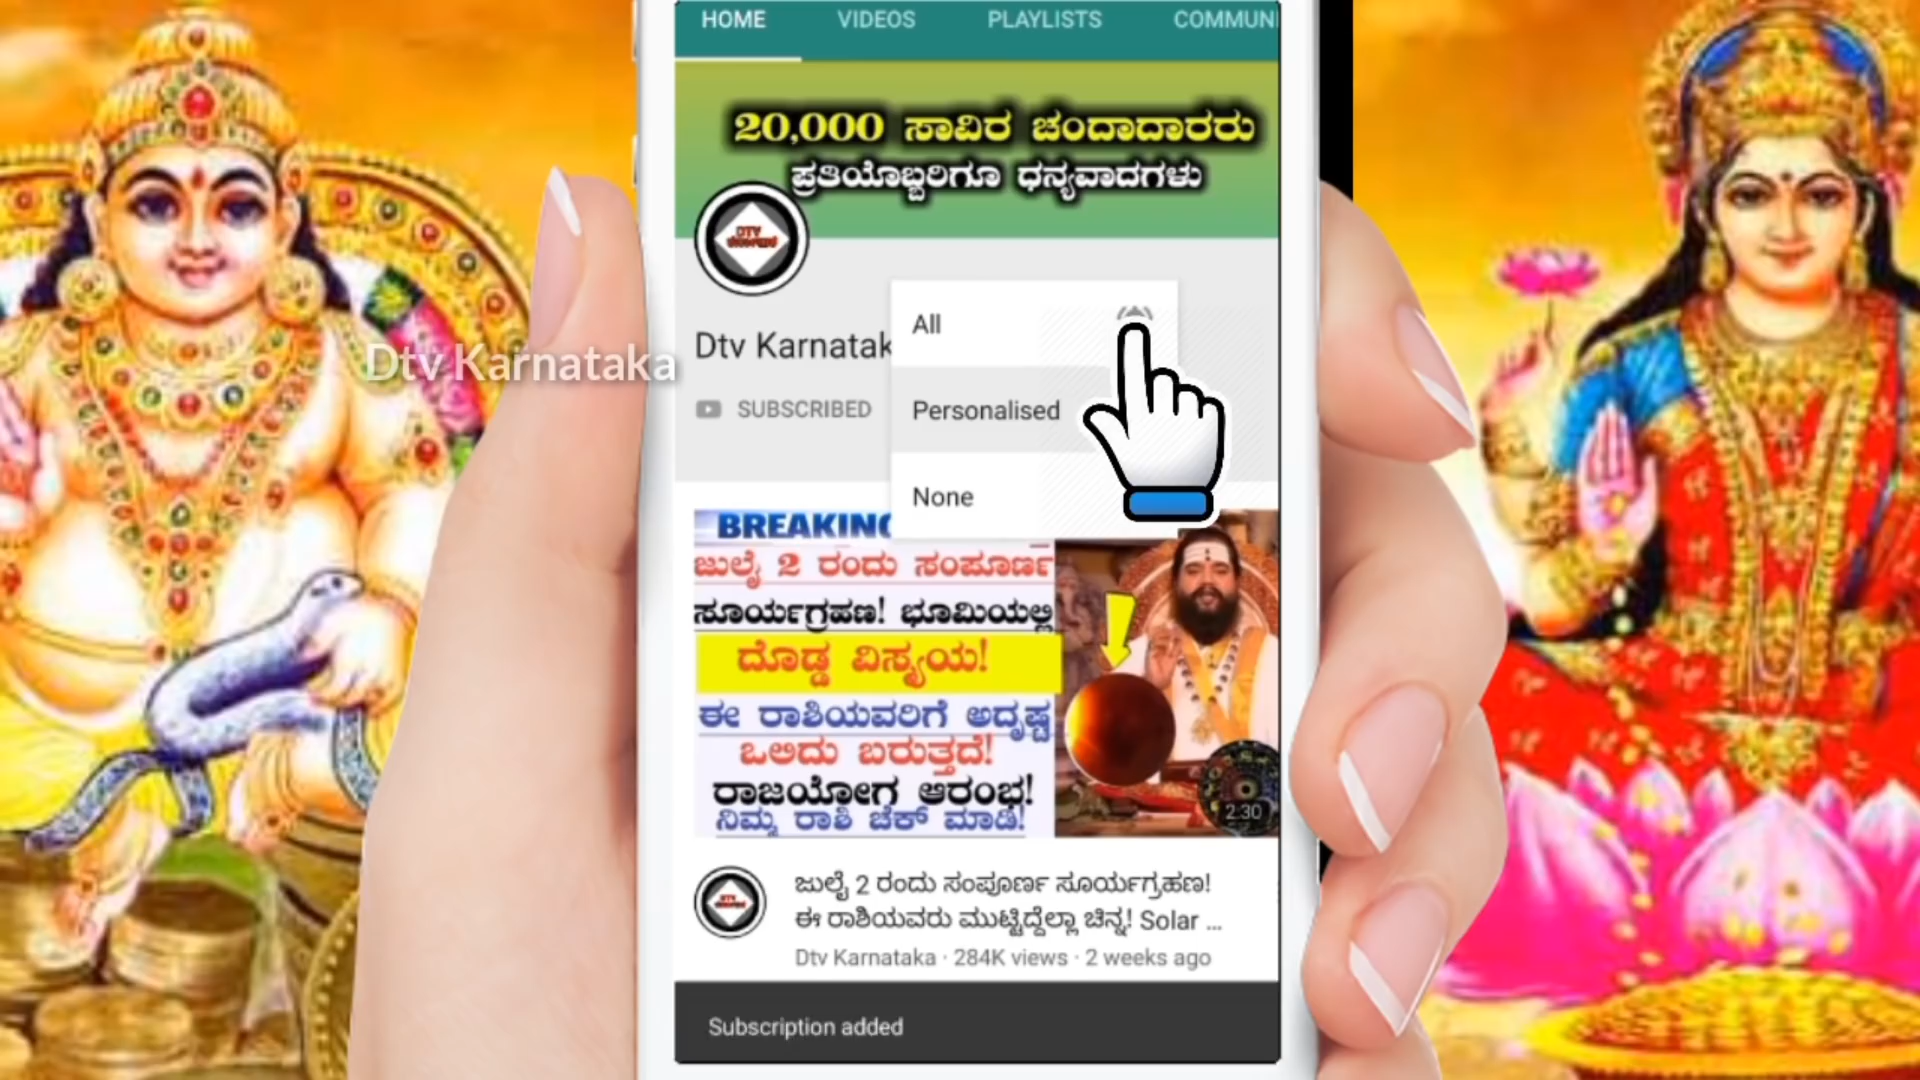 HOME VIDEOS PLAYLISTS COMMUNI
20,000 ಸಾವಿರ ಚಂದಾದಾರರು
ಪ್ರತಿಯೊಬ್ಬರಿಗೂ ಧನ್ಯವಾದಗಳು
DTV
All
Dtv Karnatak
Dtv Karnataka
SUBSCRIBED
Personalised
None
BREAKING
ಜುಲೈ 2 ರಂದು ಸಂಪೂರ್ಣ
ಸೂರ್ಯಗ್ರಹಣ! ಭೂಮಿಯಲ್ಲಿ
ದೊಡ್ಡ ವಿಸ್ಮಯ!
ಈ ರಾಶಿಯವರಿಗೆ ಅದೃಷ್ಟ
ಒಲಿದು ಬರುತ್ತದೆ!
ರಾಜಯೋಗ ಆರಂಭ!
ನಿಮ್ಮ ರಾಶಿ ಚೆಕ್ ಮಾಡಿ!
2:30
ಜುಲೈ 2 ರಂದು ಸಂಪೂರ್ಣ ಸೂರ್ಯಗ್ರಹಣ!
ಈ ರಾಶಿಯವರು ಮುಟ್ಟಿದ್ದೆಲ್ಲಾ ಚಿನ್ನ! Solar ...
Dtv Karnataka · 284K views · 2 weeks ago
Subscription added